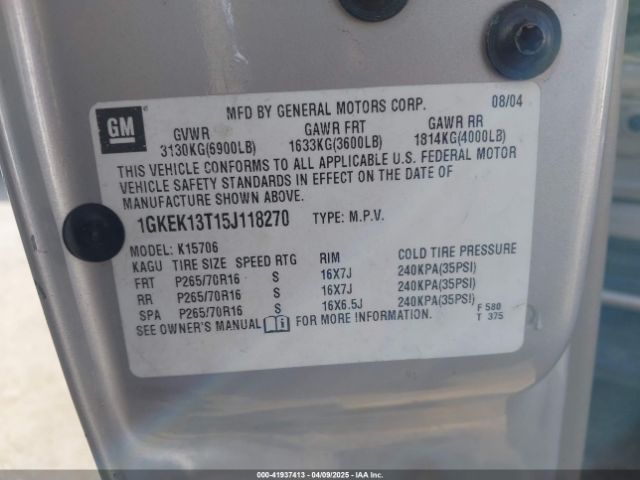 GM
MFD BY GENERAL MOTORS CORP. 08/04
GVWR GAWR FRT GAWR RR
3130KG(6900LB) 1633KG(3600LB) 1814KG(4000LB)
THIS VEHICLE CONFORMS TO ALL APPLICABLE U.S. FEDERAL MOTOR
VEHICLE SAFETY STANDARDS IN EFFECT ON THE DATE OF
MANUFACTURE SHOWN ABOVE.
1GKEK13T15J118270 TYPE: M.P.V.
MODEL: K15706
KAGU TIRE SIZE SPEED RTG RIM COLD TIRE PRESSURE
FRT P265/70R16 S 16X7J 240KPA(35PSI)
RR P265/70R16 S 16X7J 240KPA(35PSI)
SPA P265/70R16 S 16X6.5J 240KPA(35PSI)
SEE OWNER'S MANUAL i FOR MORE INFORMATION.
F 580
T 375
000-41937413 - 04/09/2025 - IAAI.COM